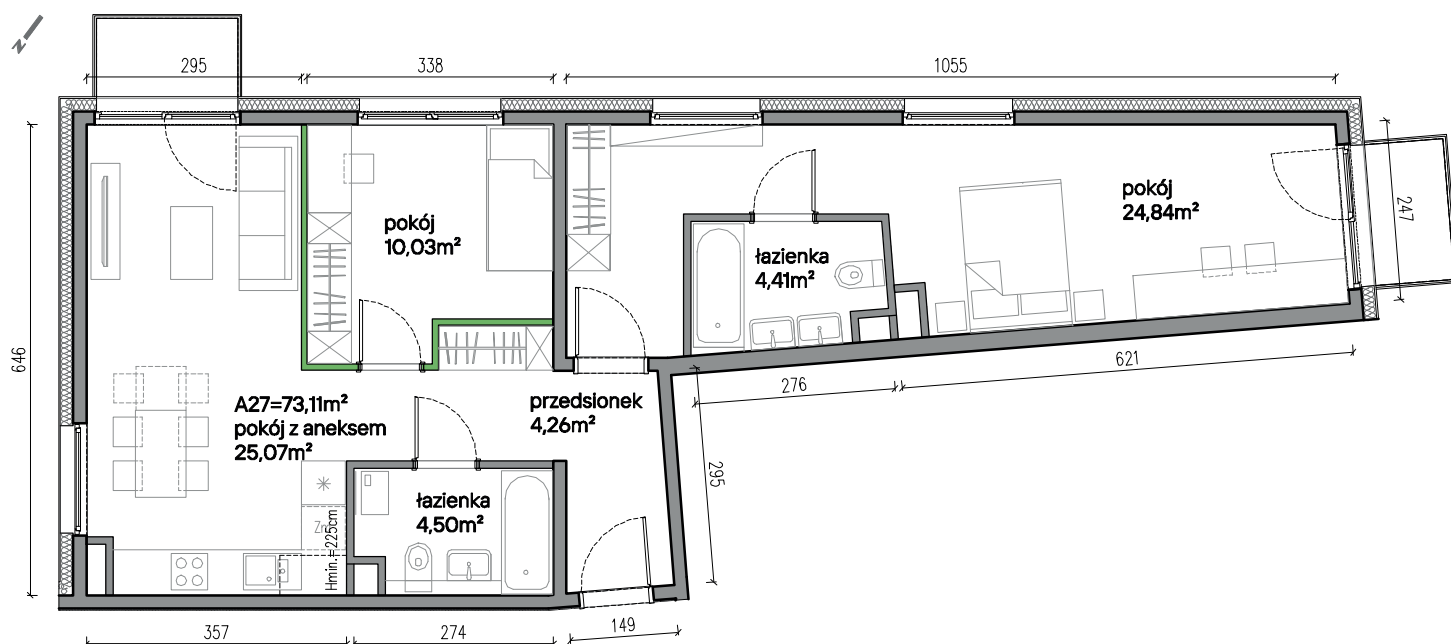 N
295
338
1055
pokój
10,03m²
pokój
24,84m²
łazienka
4,41m²
247
646
276
621
A27=73,11m²
pokój z aneksem
25,07m²
przedsionek
4,26m²
295
łazienka
4,50m²
Hmin.=225cm
357
274
149